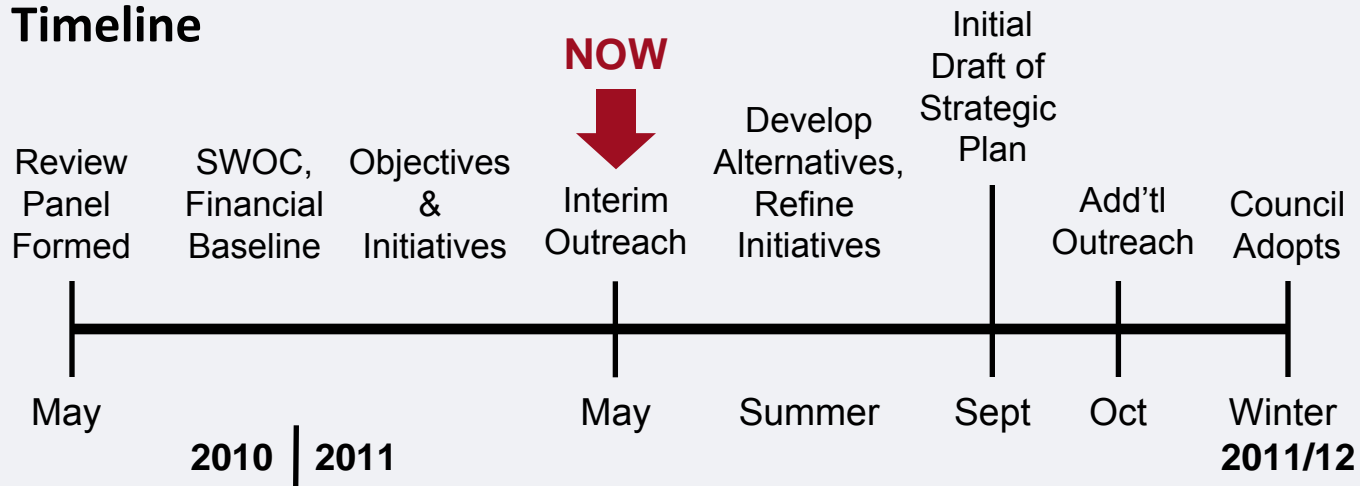 Timeline
NOW
Review
Panel
Formed
SWOC,
Financial
Baseline
Objectives
&
Initiatives
Interim
Outreach
Develop
Alternatives,
Refine
Initiatives
Initial
Draft of
Strategic
Plan
Add'tl
Outreach
Council
Adopts
May
May
Summer
Sept
Oct
Winter
2010 | 2011
2011/12